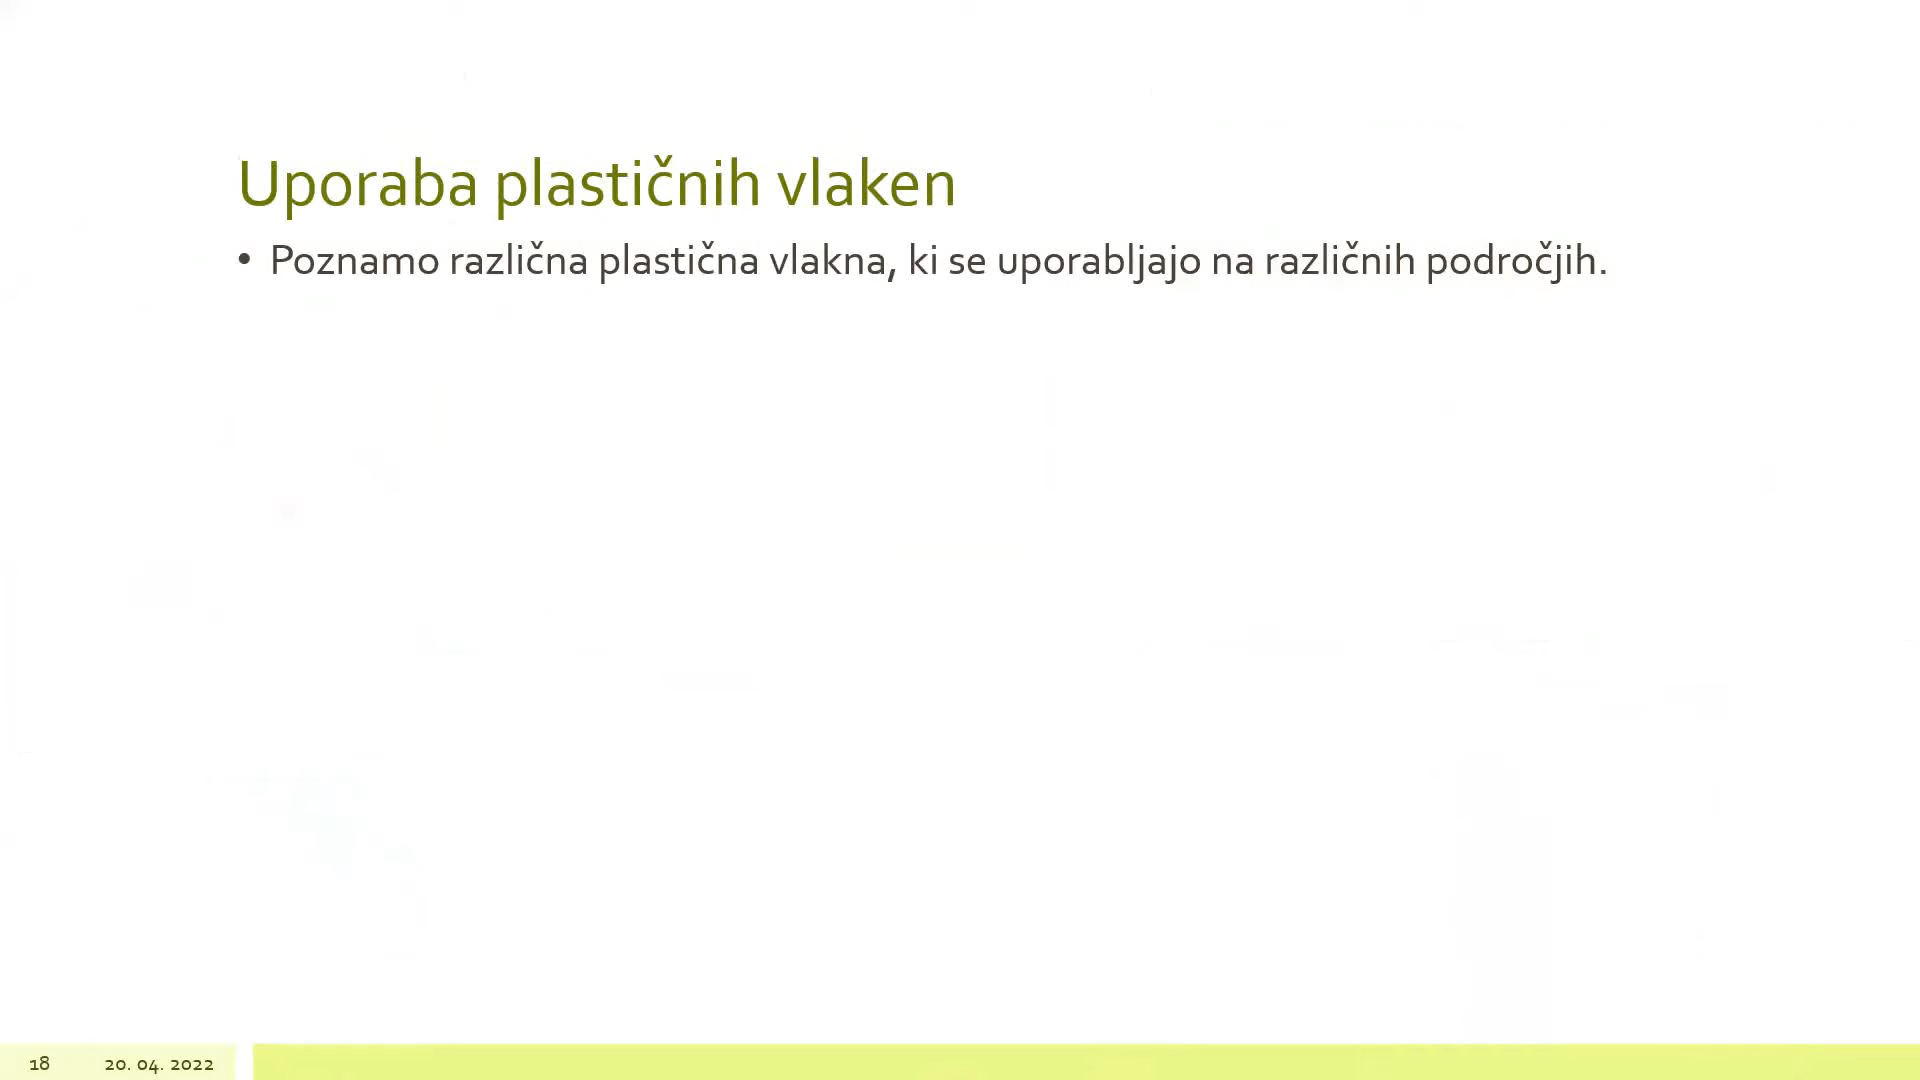 Uporaba plastičnih vlaken
• Poznamo različna plastična vlakna, ki se uporabljajo na različnih področjih.
18 20. 04. 2022